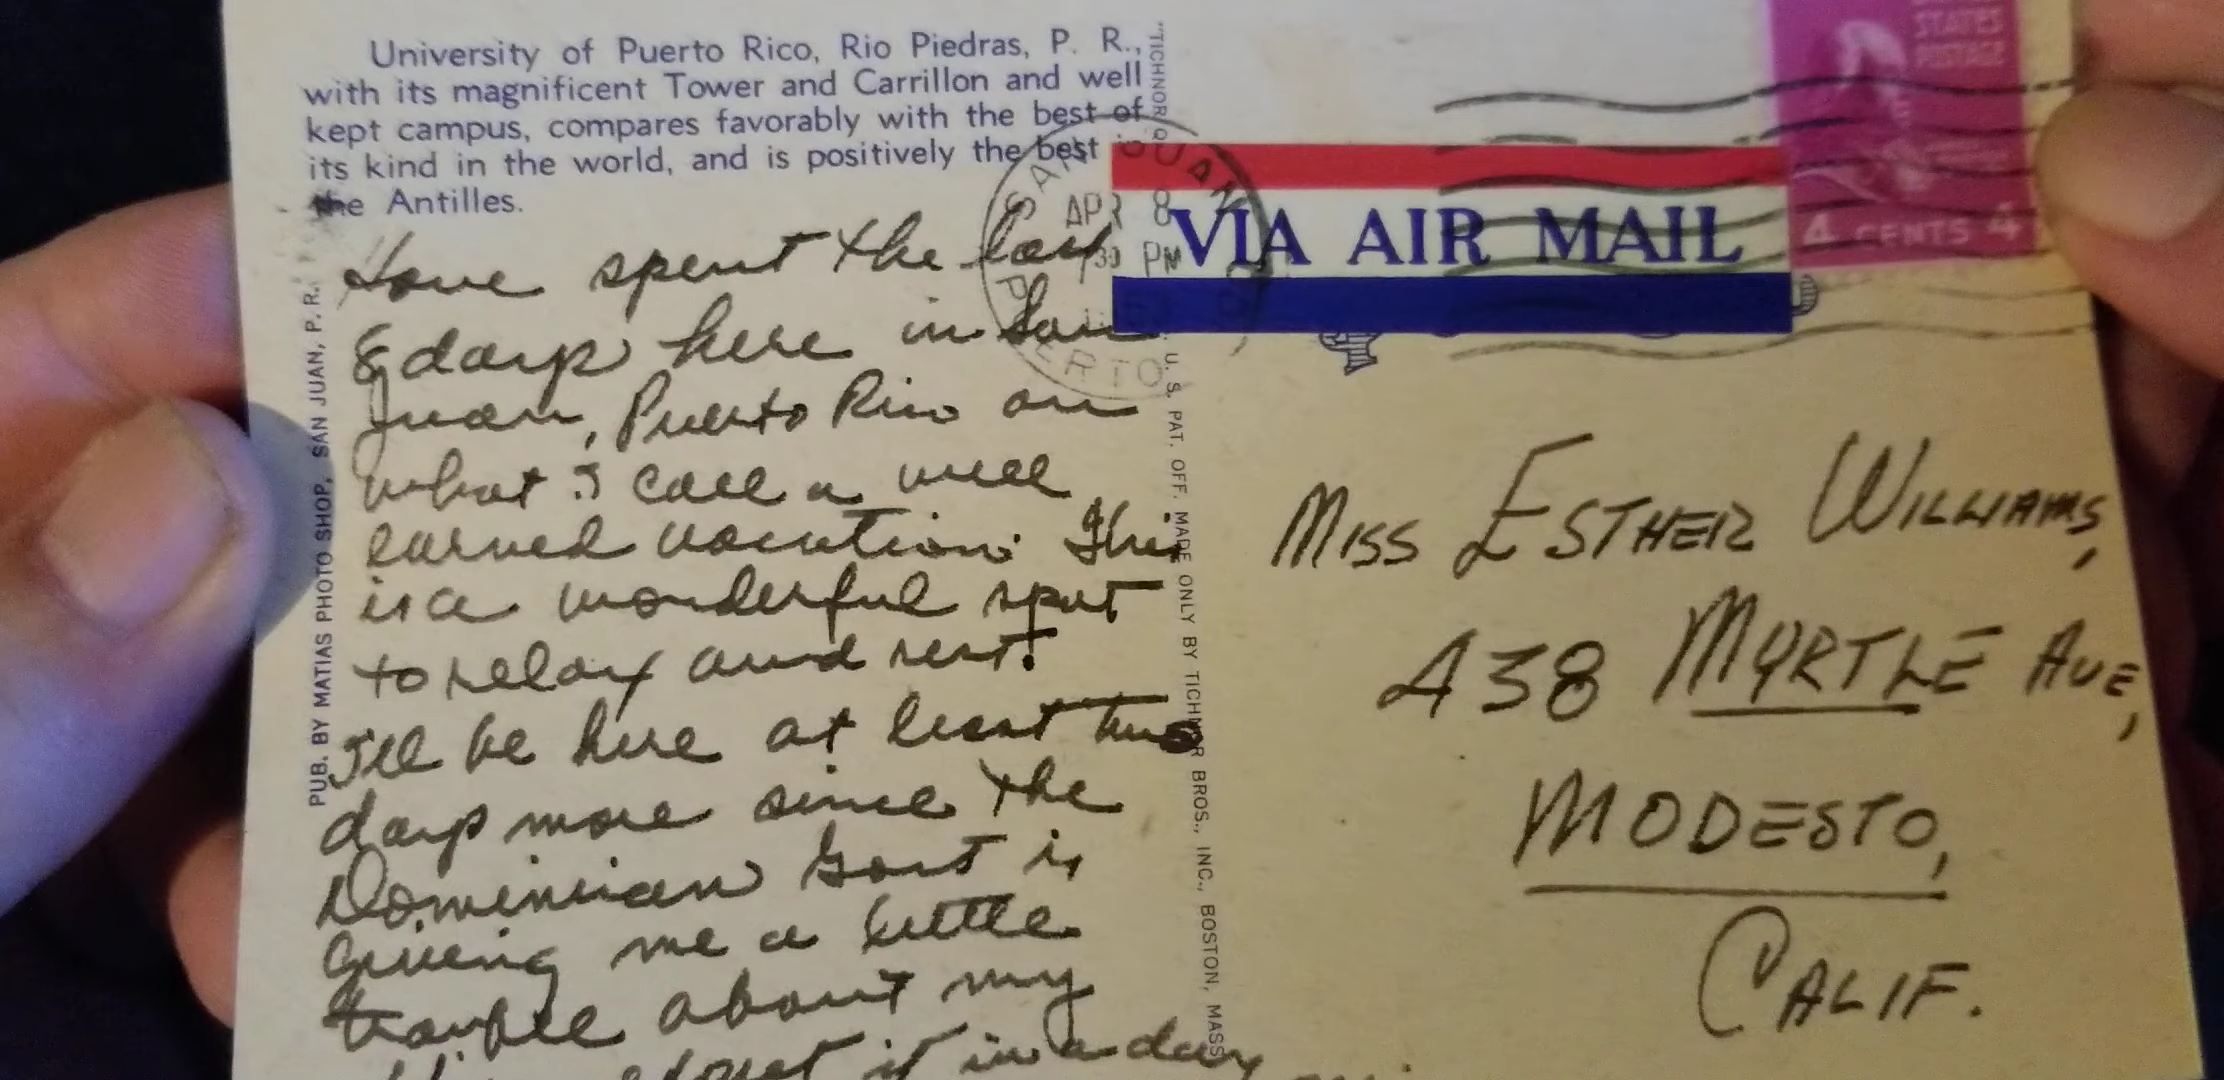 University of Puerto Rico, Rio Piedras, P. R.,
with its magnificent Tower and Carrillon and well
kept campus, compares favorably with the best of
its kind in the world, and is positively the best
the Antilles.
PUB. BY MATIAS PHOTO SHOP, SAN JUAN, P. R.
Have spent the last
8 days here in San
Juan, Puerto Rico on
what I call a well
earned vacation. This
is a wonderful spot
to relax and rest.
I'll be here at least two
days more since the
Dominican Govt is
giving me a little
trouble about my
expect it in a day
"TICHNOR QU
U. S. PAT. OFF. MADE ONLY BY TICHNOR BROS., INC., BOSTON, MASS
SAN JUAN
APR 8
30 PM
PUERTO
VIA AIR MAIL
STATES
POSTAGE
4 CENTS 4
MISS ESTHER WILLIAMS,
438 MYRTLE AVE,
MODESTO,
CALIF.